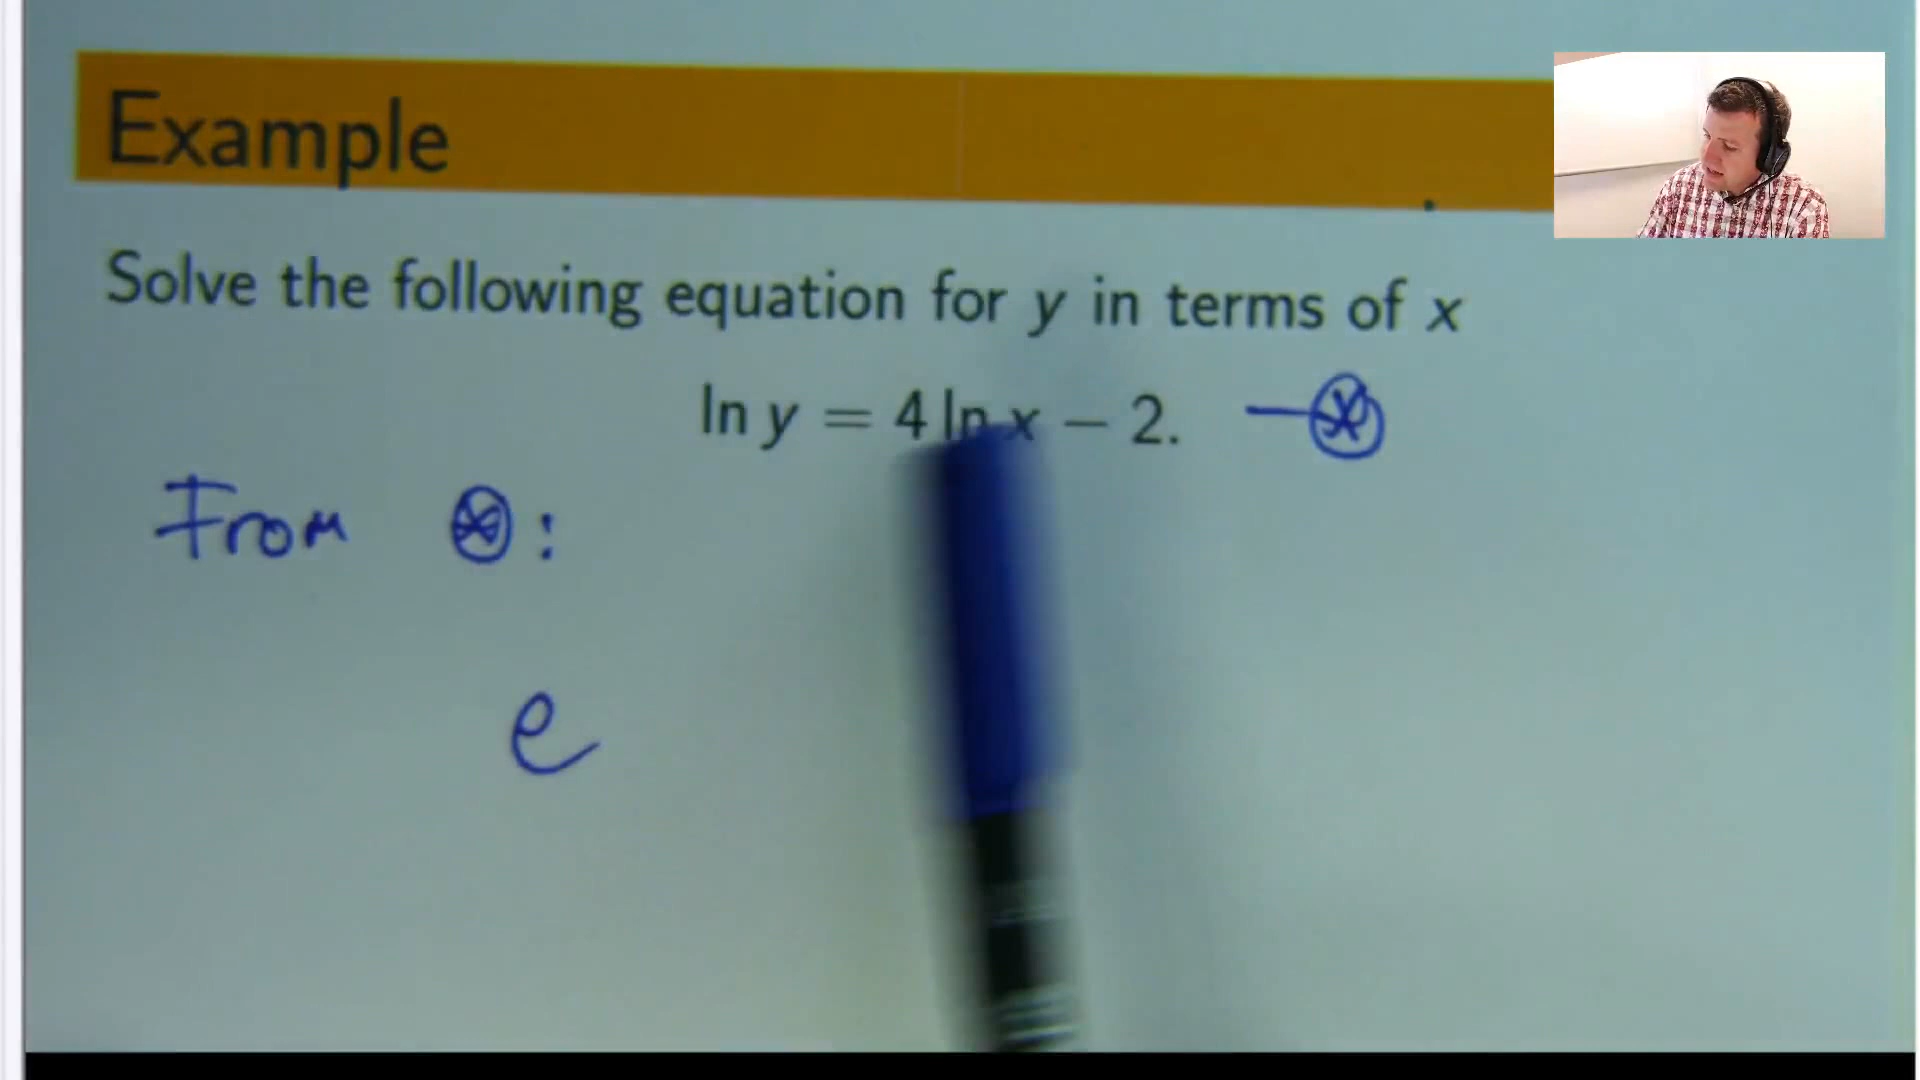 Example
Solve the following equation for y in terms of x
ln y = 4 ln x − 2. —⊛
From ⊛:
e